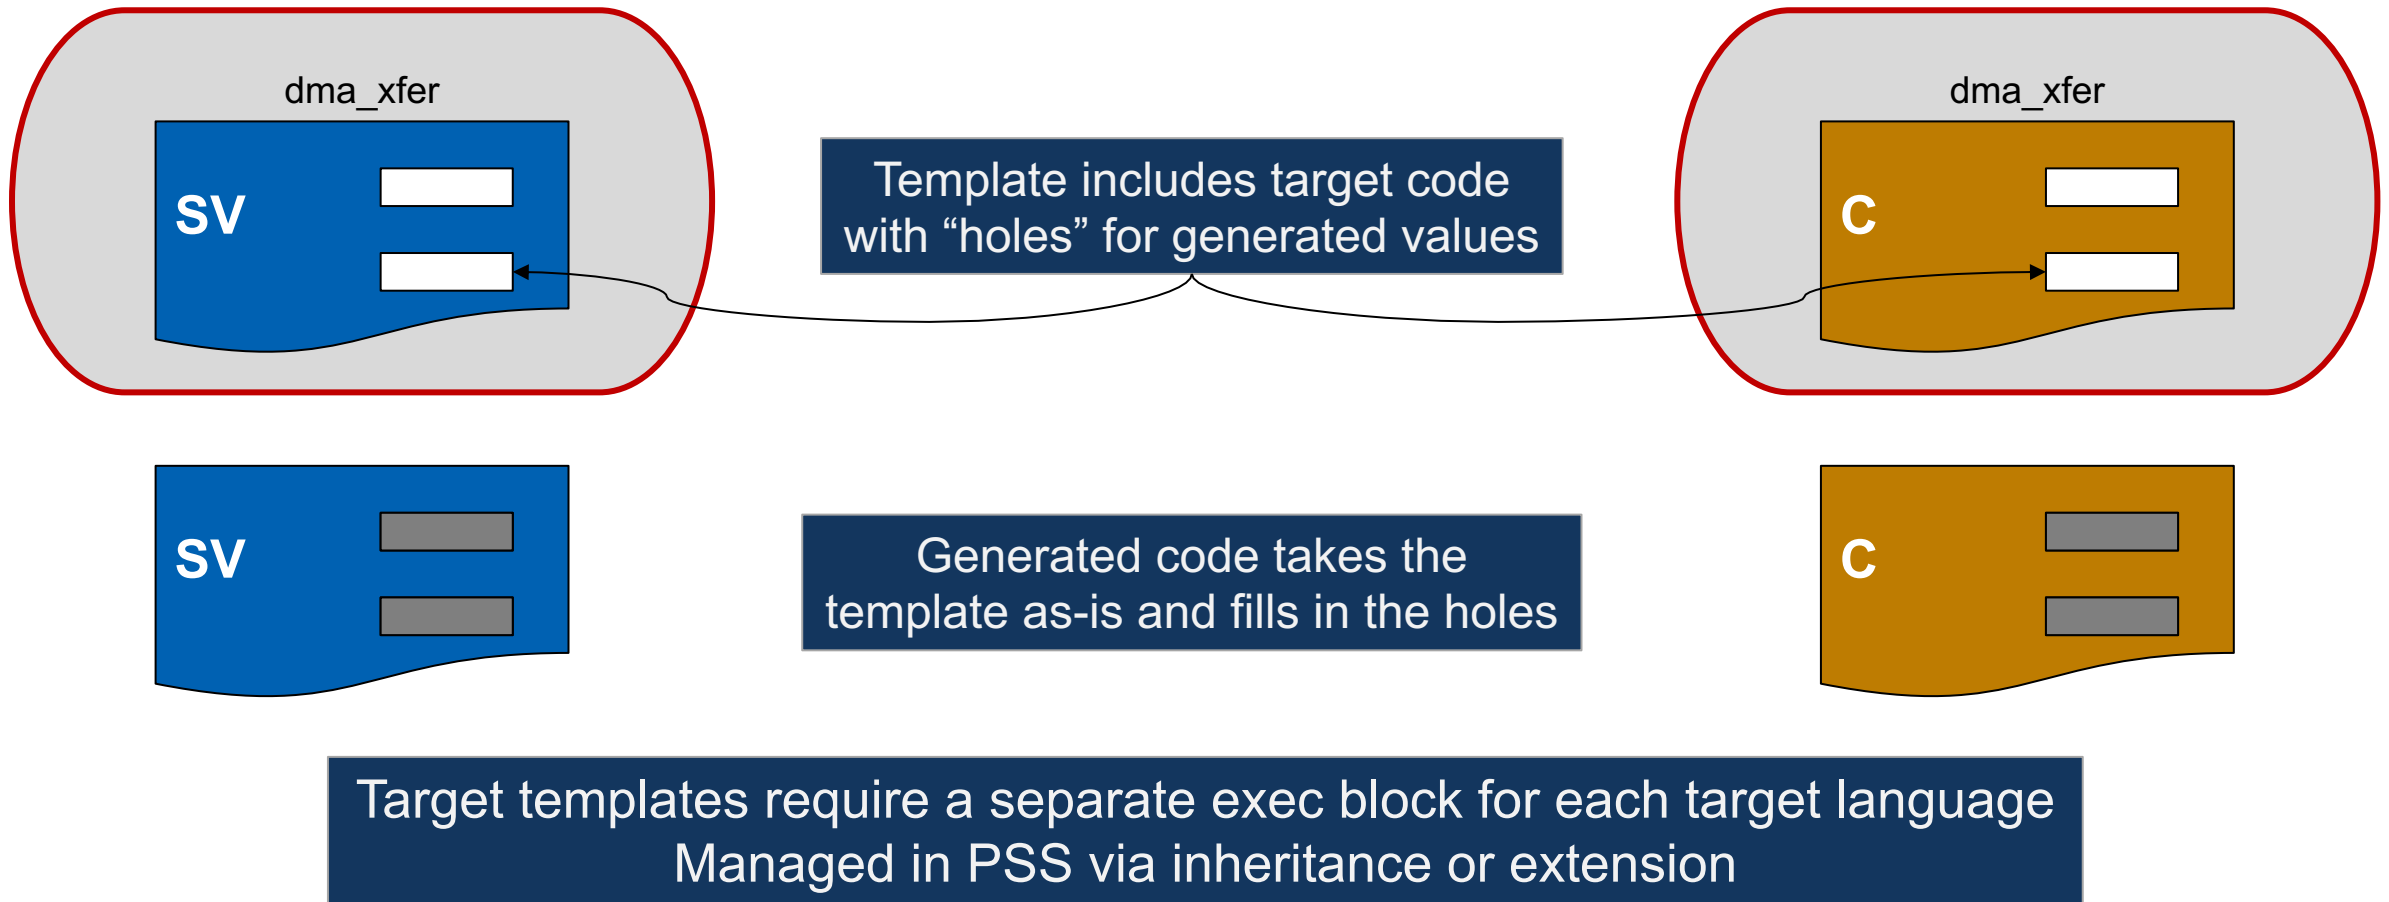 dma_xfer
dma_xfer
SV
Template includes target code
with “holes” for generated values
C
SV
Generated code takes the
template as-is and fills in the holes
C
Target templates require a separate exec block for each target language
Managed in PSS via inheritance or extension